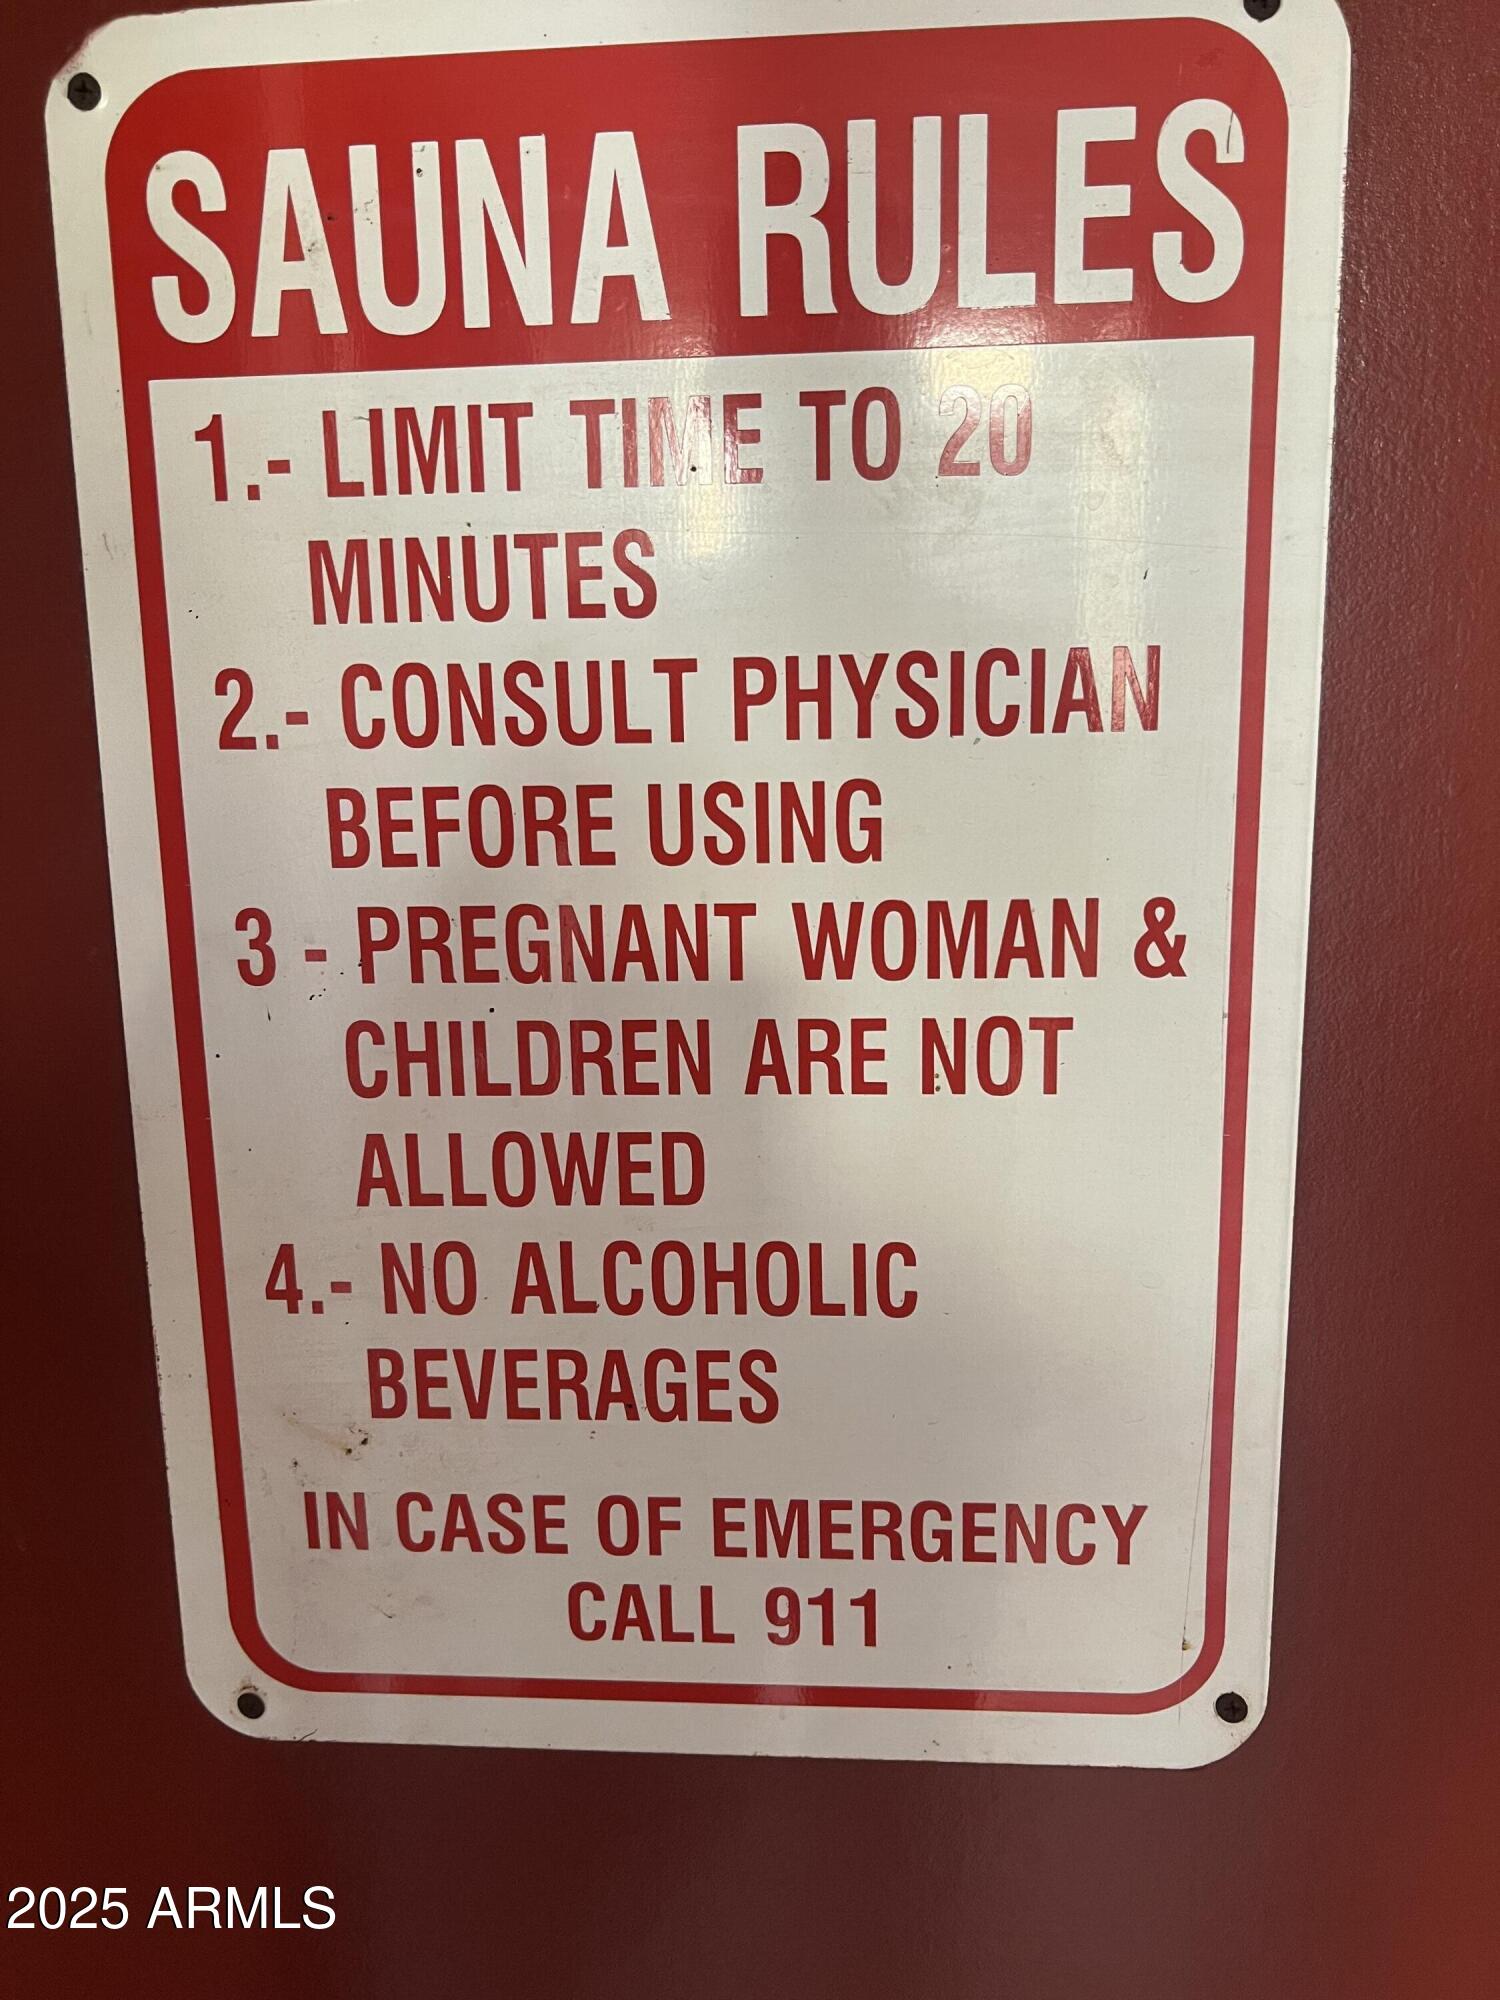 SAUNA RULES
1.- LIMIT TIME TO 20
MINUTES
2.- CONSULT PHYSICIAN
BEFORE USING
3 - PREGNANT WOMAN &
CHILDREN ARE NOT
ALLOWED
4.- NO ALCOHOLIC
BEVERAGES
IN CASE OF EMERGENCY
CALL 911
2025 ARMLS